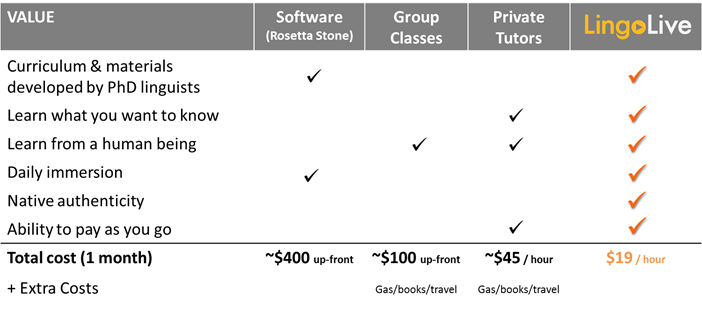 VALUE Software Group Private LingoLive
(Rosetta Stone) Classes Tutors
Curriculum & materials
developed by PhD linguists ✓ ✓
Learn what you want to know ✓ ✓
Learn from a human being ✓ ✓ ✓
Daily immersion ✓ ✓
Native authenticity ✓
Ability to pay as you go ✓ ✓
Total cost (1 month) ~$400 up-front ~$100 up-front ~$45 / hour $19 / hour
+ Extra Costs Gas/books/travel Gas/books/travel